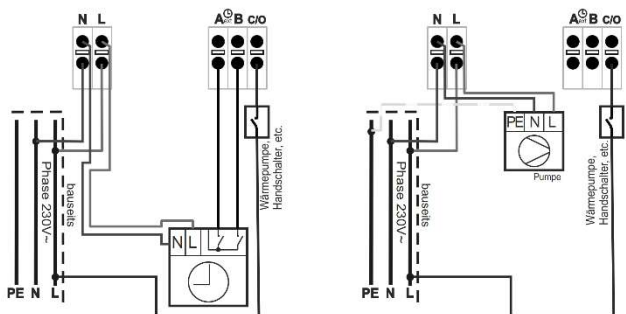 N L
A B C/O
Wärmepumpe,
Handschalter, etc.
bauseits
Phase 230V~
N L
PE N L
N L
A B C/O
PE N L
Pumpe
Wärmepumpe,
Handschalter, etc.
bauseits
Phase 230V~
PE N L